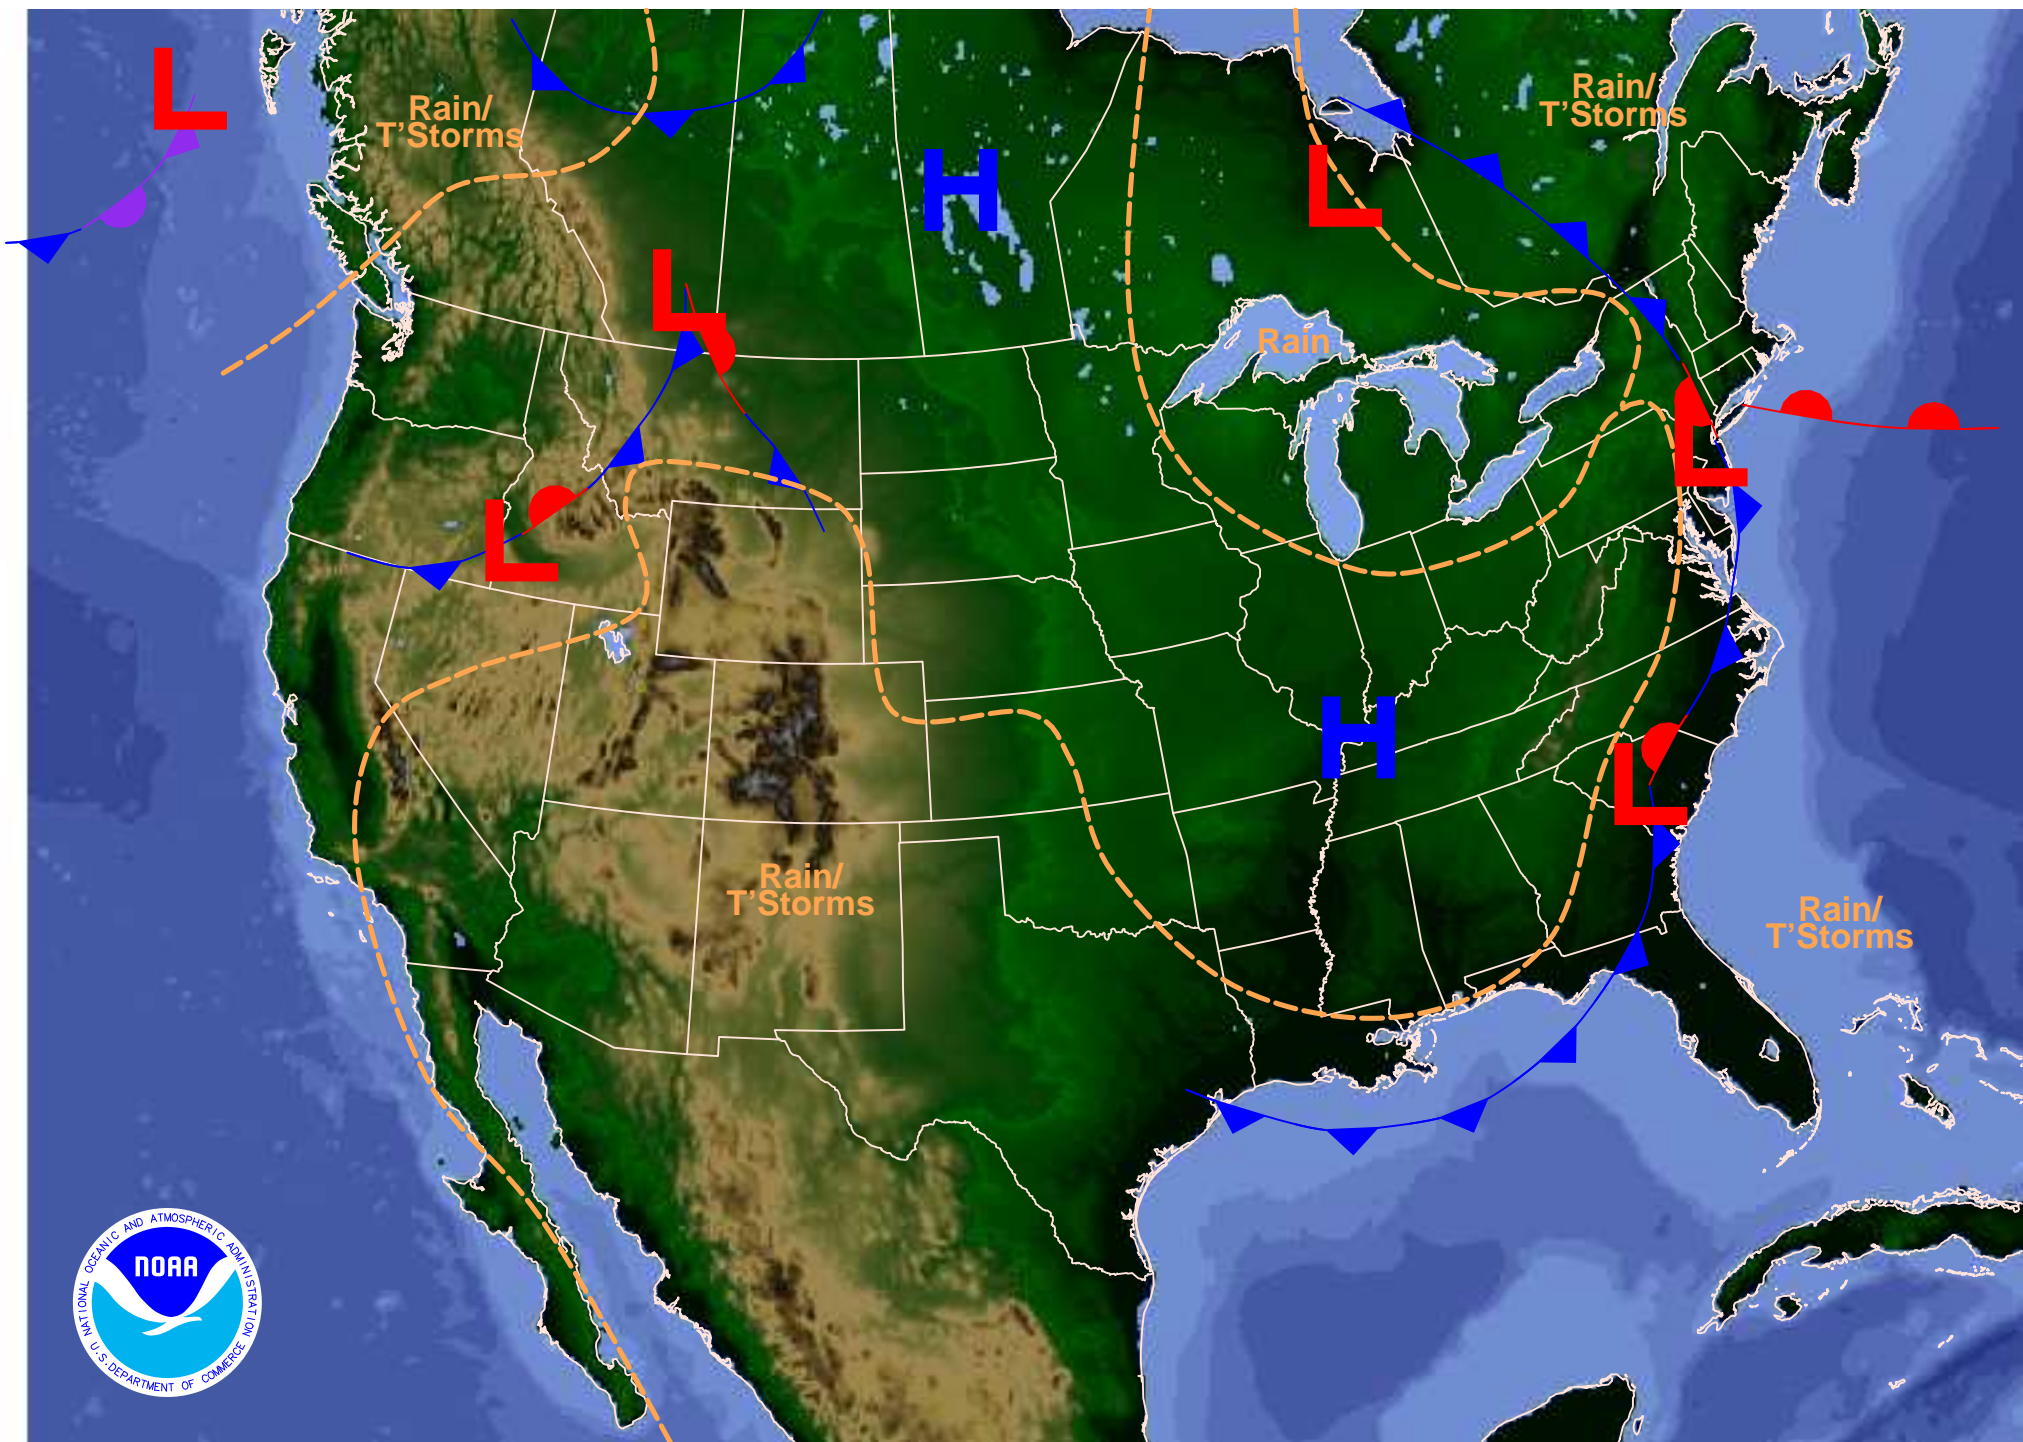 L
Rain/
T'Storms
H
L
Rain/
T'Storms
L
Rain
L
L
H
L
Rain/
T'Storms
Rain/
T'Storms
NATIONAL OCEANIC AND ATMOSPHERIC ADMINISTRATION
NOAA
U.S. DEPARTMENT OF COMMERCE